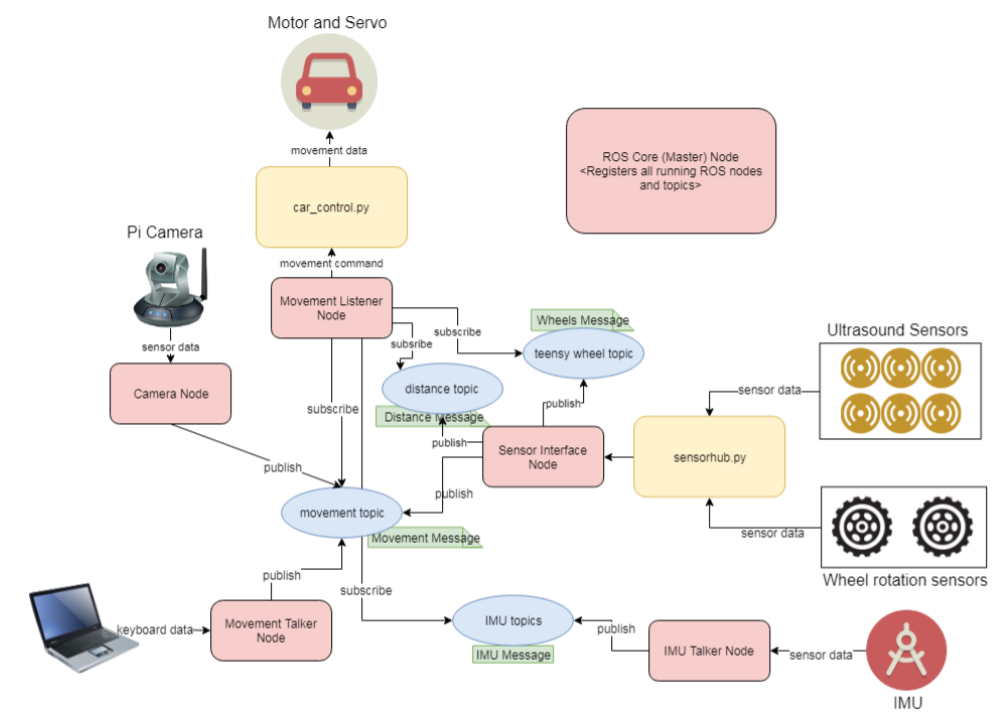 Motor and Servo
movement data
ROS Core (Master) Node
<Registers all running ROS nodes
and topics>
car_control.py
Pi Camera
movement command
Movement Listener
Node
subscribe
subsribe
Wheels Message
teensy wheel topic
Ultrasound Sensors
sensor data
Camera Node
distance topic
Distance Message
publish
sensor data
subscribe
publish
Sensor Interface
Node
sensorhub.py
publish
publish
movement topic
Movement Message
sensor data
Wheel rotation sensors
publish
subscribe
keyboard data
Movement Talker
Node
IMU topics
IMU Message
publish
IMU Talker Node
sensor data
IMU